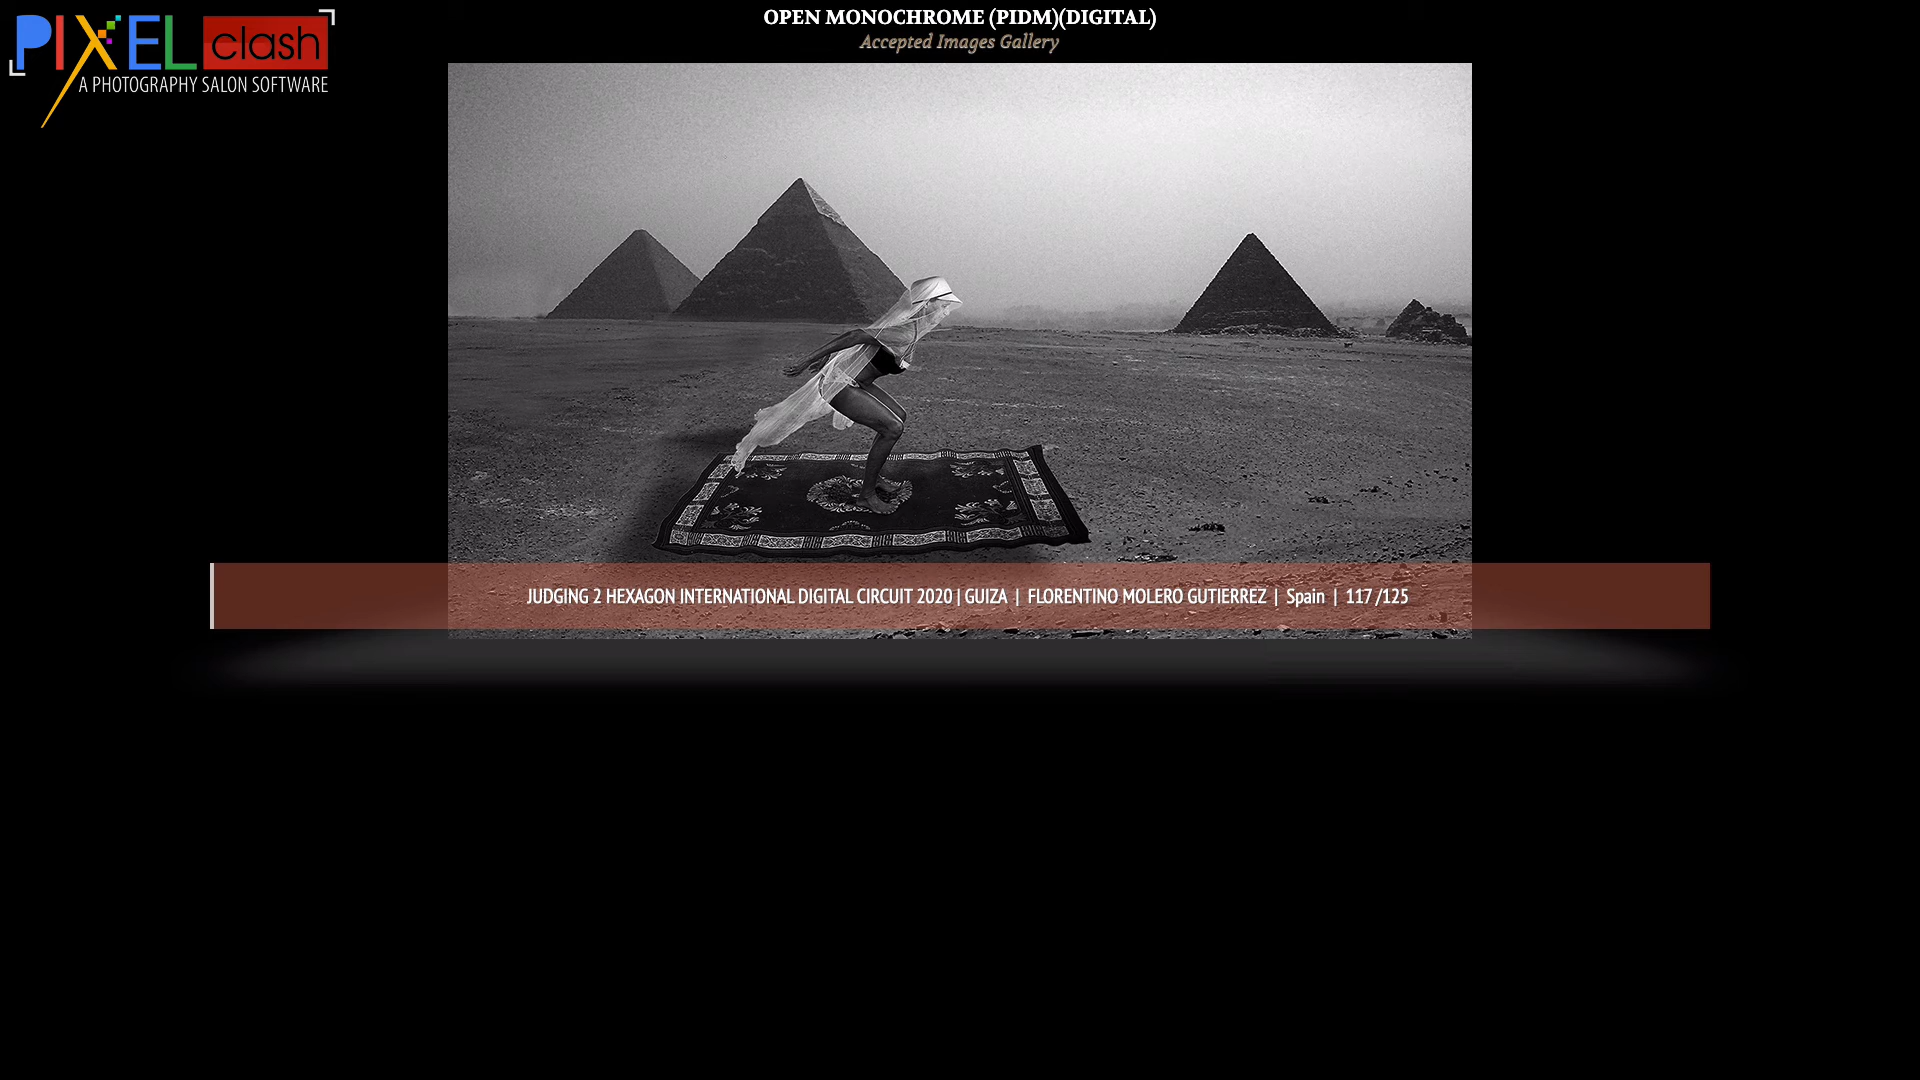 PIXEL clash
A PHOTOGRAPHY SALON SOFTWARE
OPEN MONOCHROME (PIDM)(DIGITAL)
Accepted Images Gallery
JUDGING 2 HEXAGON INTERNATIONAL DIGITAL CIRCUIT 2020 | GUIZA | FLORENTINO MOLERO GUTIERREZ | Spain | 117 /125